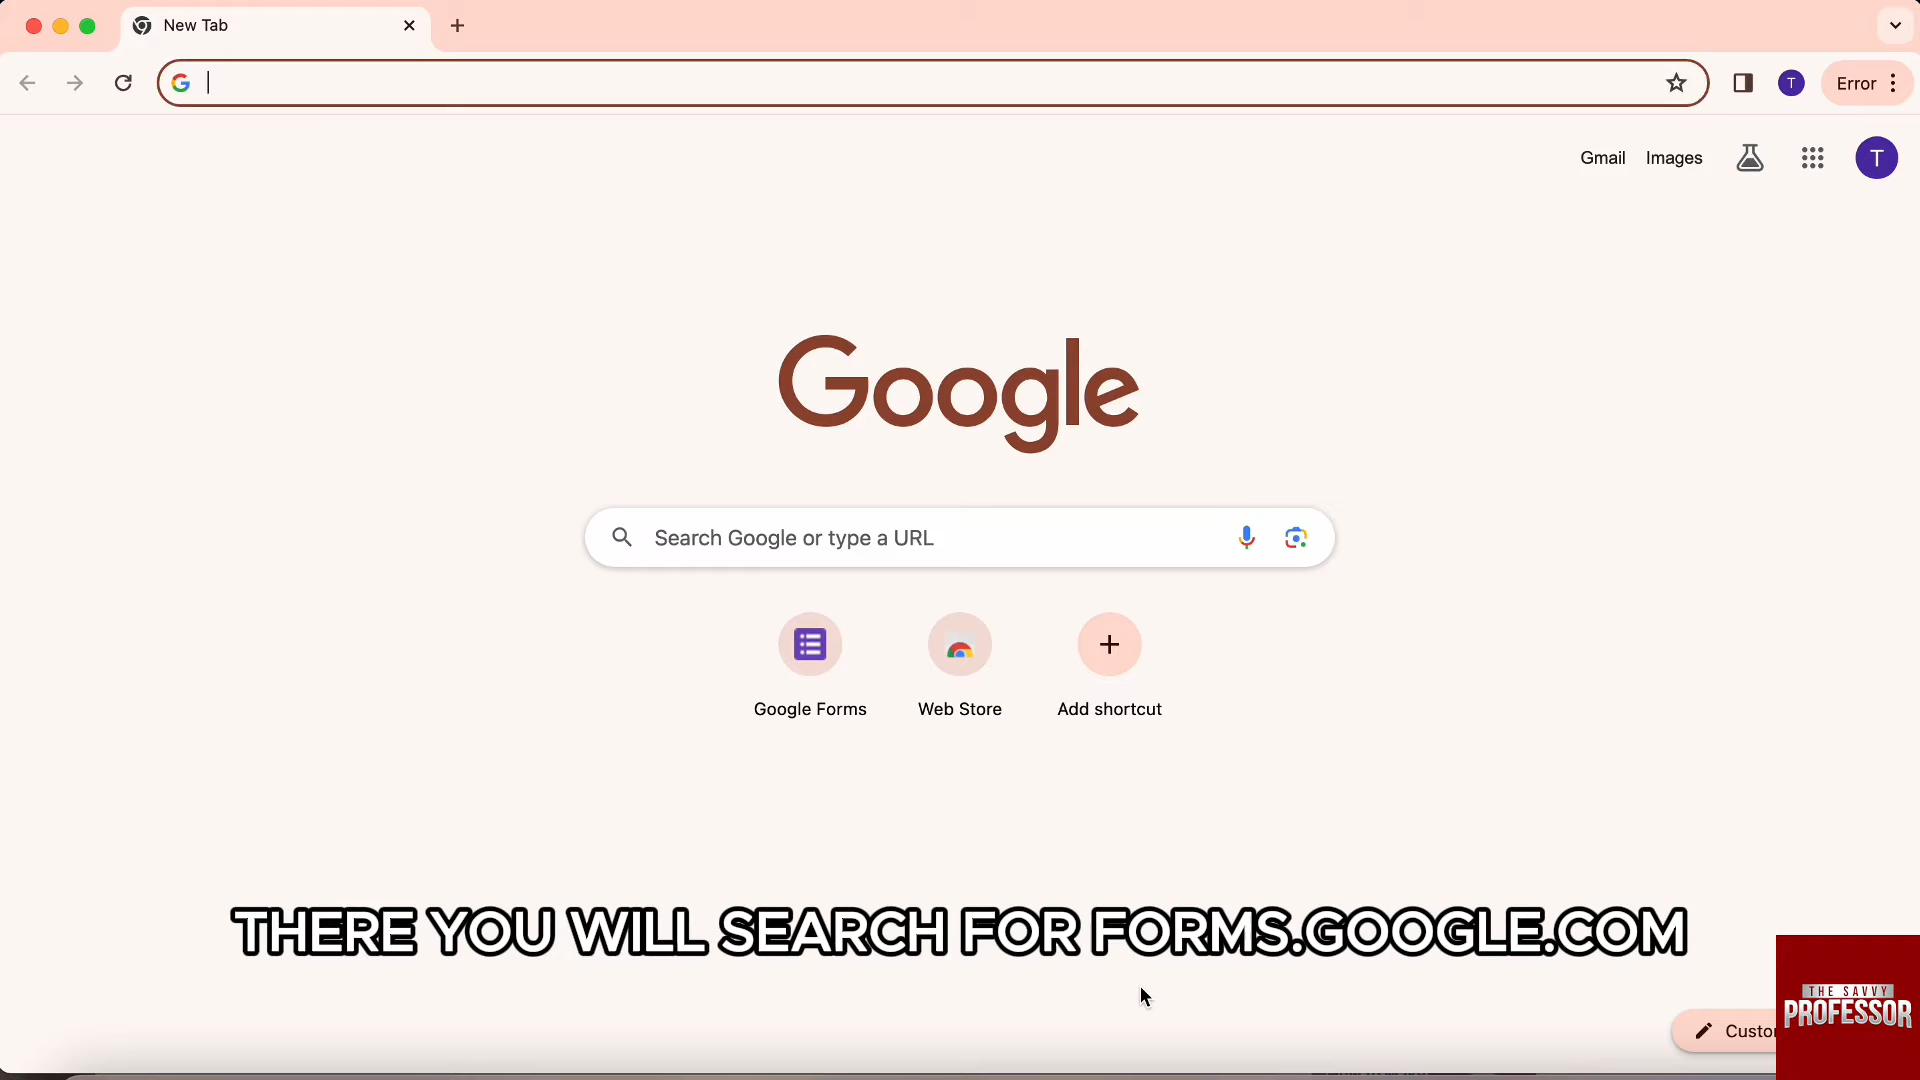 New Tab
Error
Gmail Images
T
T
Google
Search Google or type a URL
Google Forms Web Store Add shortcut
THERE YOU WILL SEARCH FOR FORMS.GOOGLE.COM
Custo
THE SAVVY
PROFESSOR